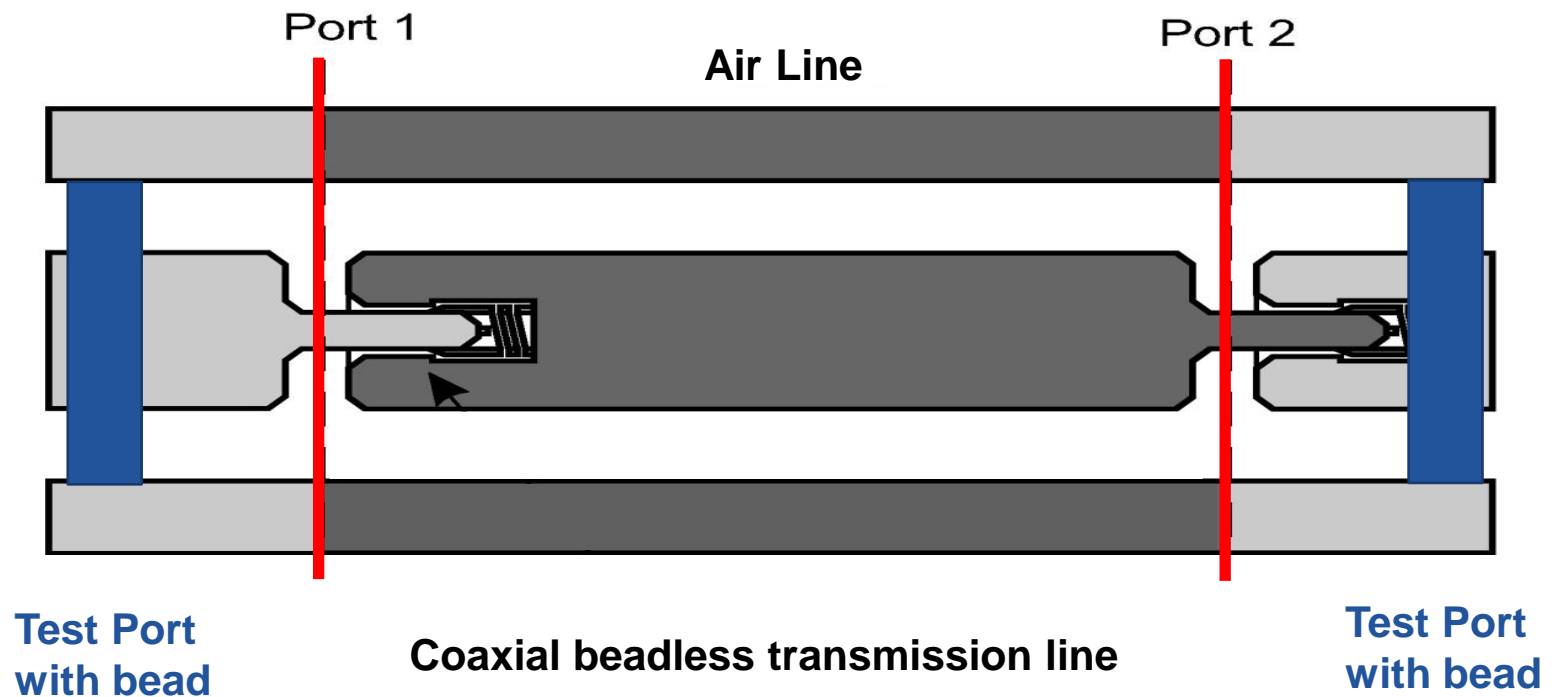 Port 1
Port 2
Air Line
Test Port
with bead
Coaxial beadless transmission line
Test Port
with bead